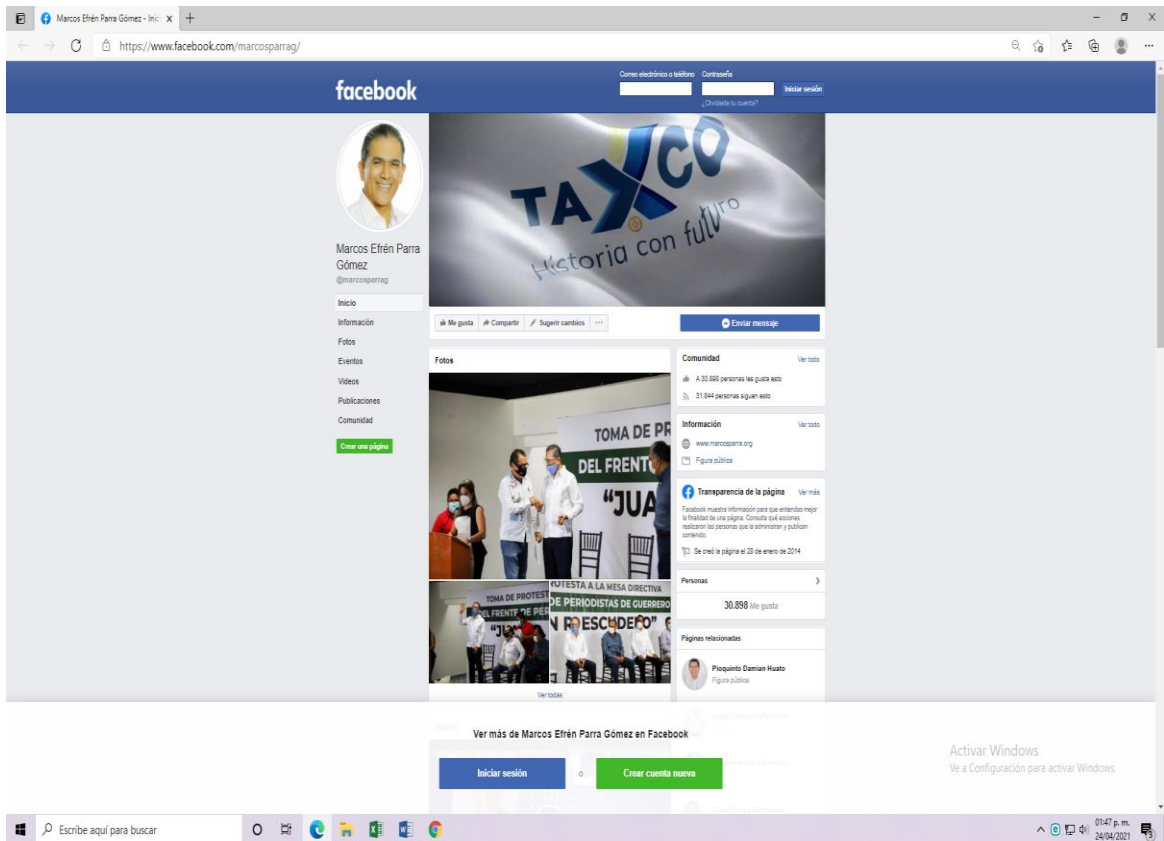 Marcos Efrén Parra Gómez - Inic
https://www.facebook.com/marcosparrag/
facebook
Correo electrónico o teléfono
Contraseña
Iniciar sesión
¿Olvidaste tu cuenta?
TAXCO
Historia con futuro
Marcos Efrén Parra
Gómez
@marcosparrag
Inicio
Información
Fotos
Eventos
Videos
Publicaciones
Comunidad
Crear una página
Me gusta
Compartir
Sugerir cambios
Enviar mensaje
Fotos
TOMA DE PR
DEL FRENT
“JUA
TOMA DE PROTEST
DEL FRENTE DE PER
"JU
ROTESTA A LA MESA DIRECTIVA
DE PERIODISTAS DE GUERRERO
N R ESCUDERO"
Ver todas
Comunidad
Ver todo
A 30.898 personas les gusta esto
31.844 personas siguen esto
Información
Ver todo
www.marcosparra.org
Figura pública
Transparencia de la página
Ver más
Facebook muestra información para que entiendas mejor
la finalidad de una página. Consulta qué acciones
realizaron las personas que la administran y publican
contenido.
Se creó la página el 28 de enero de 2014
Personas
30.898 Me gusta
Páginas relacionadas
Pioquinto Damian Huato
Figura pública
Ver más de Marcos Efrén Parra Gómez en Facebook
Iniciar sesión
o
Crear cuenta nueva
Activar Windows
Ve a Configuración para activar Windows.
Escribe aquí para buscar
01:47 p. m.
24/04/2021